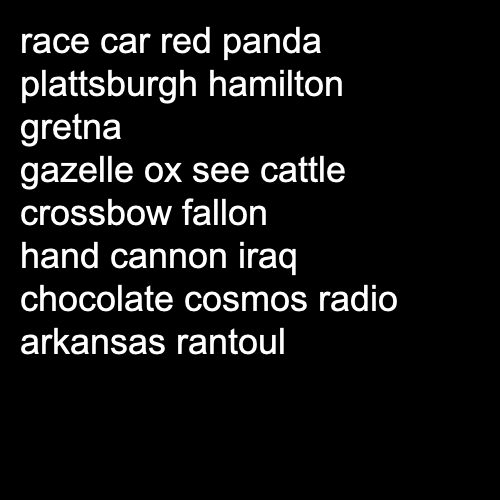 race car red panda
plattsburgh hamilton
gretna
gazelle ox see cattle
crossbow fallon
hand cannon iraq
chocolate cosmos radio
arkansas rantoul